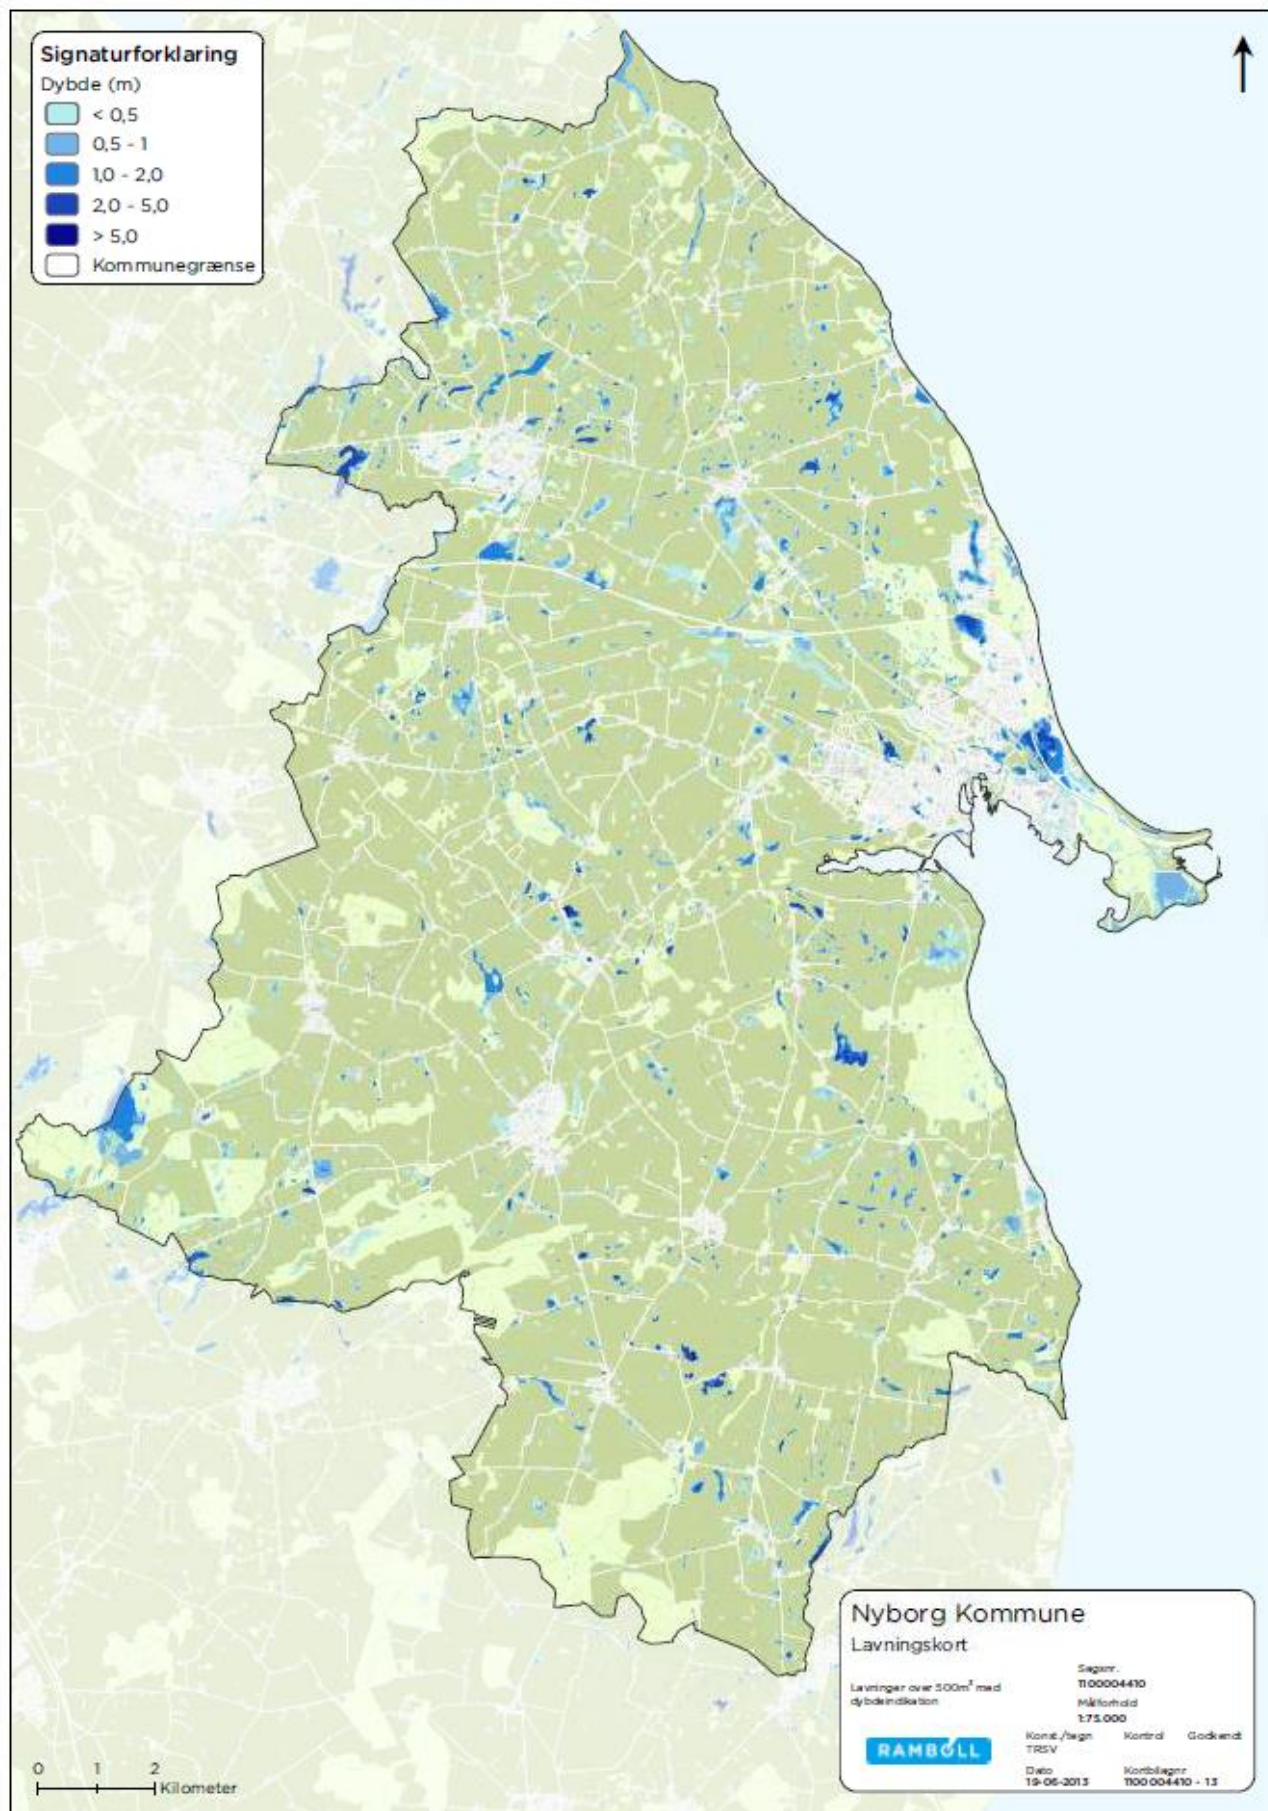 Signaturforklaring
Dybde (m)
< 0,5
0,5 - 1
1,0 - 2,0
2,0 - 5,0
> 5,0
Kommunegrænse
Nyborg Kommune
Lavningskort
Lavninger over 500m³ med
dybdeindikation
Sagsnr.
1100004410
Målforhold
1:75.000
RAMBOLL
Konst./tegn Kontrol Godkendt
TRSV
Dato Kortbilagnr
19-06-2013 1100004410 - 13
0 1 2
Kilometer